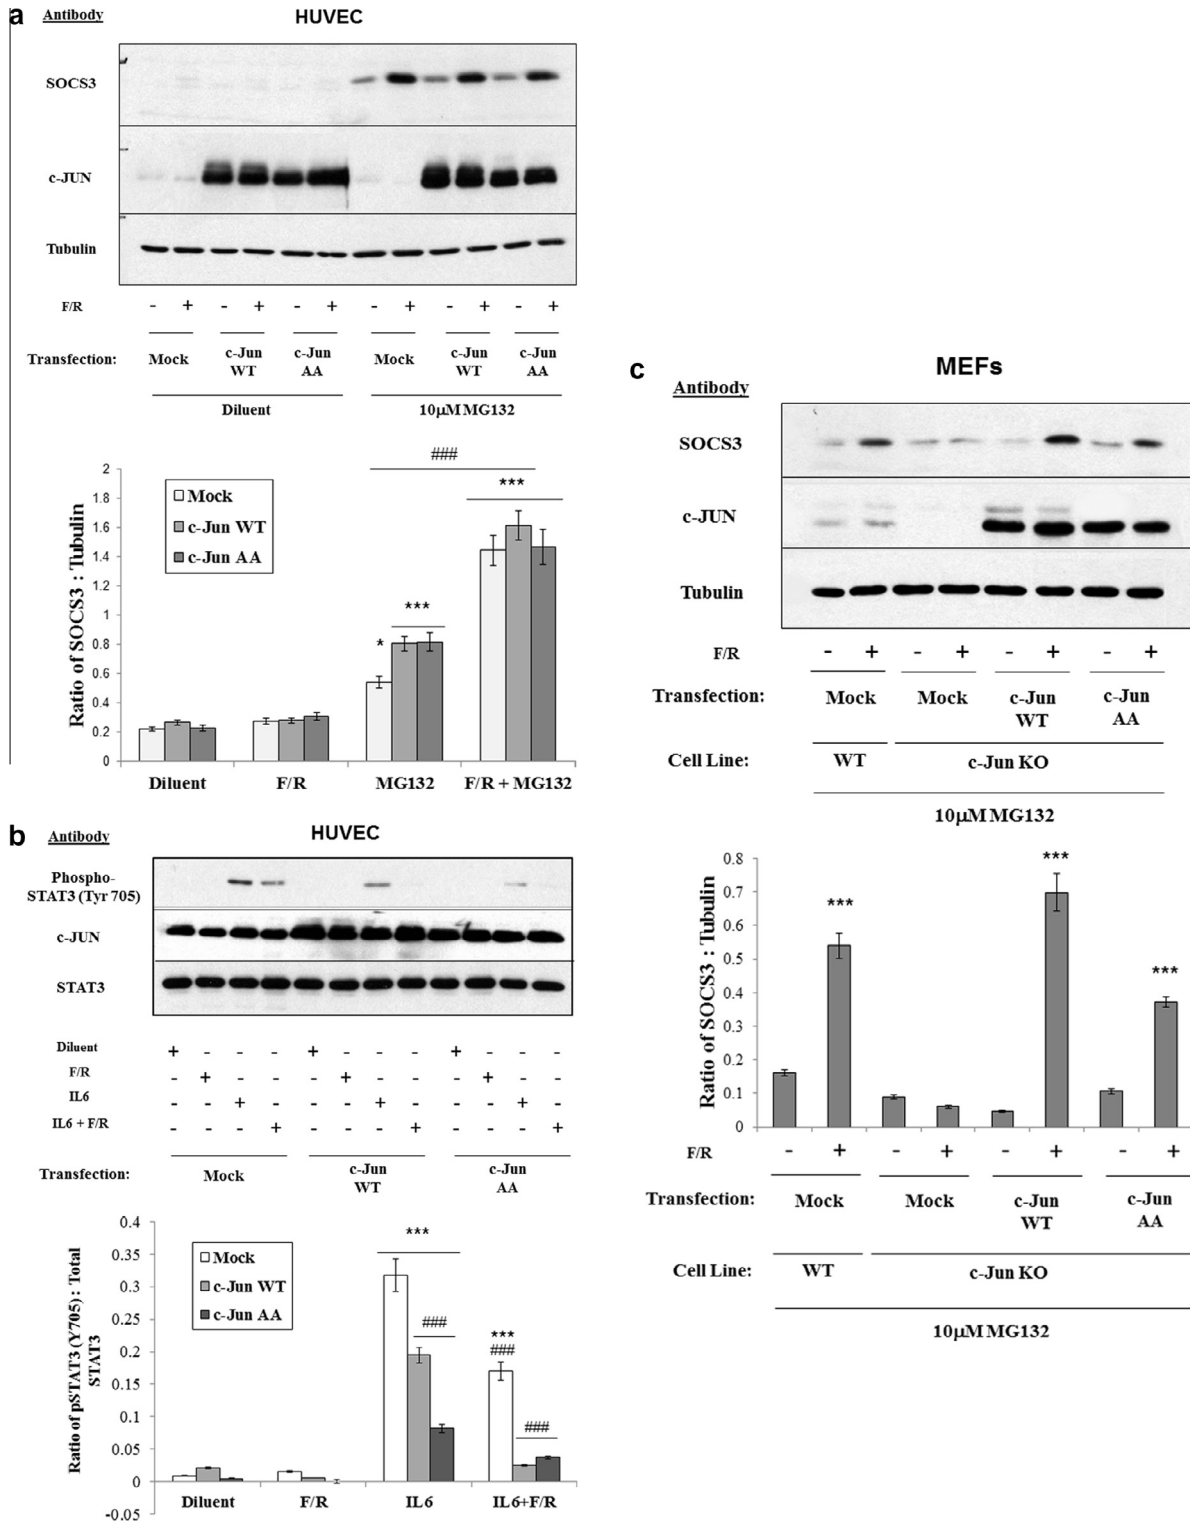 a
Antibody
HUVEC
SOCS3
c-JUN
Tubulin
F/R - + - + - + - + - + - +
Transfection: Mock c-Jun WT c-Jun AA Mock c-Jun WT c-Jun AA
Diluent 10µM MG132
Ratio of SOCS3 : Tubulin
2
1.8
1.6
1.4
1.2
1
0.8
0.6
0.4
0.2
0
Mock
c-Jun WT
c-Jun AA
###
***
***
*
Diluent F/R MG132 F/R + MG132
b
Antibody
HUVEC
Phospho-
STAT3 (Tyr 705)
c-JUN
STAT3
Diluent + - - - + - - - + - - -
F/R - + - - - + - - - + - -
IL6 - - + - - - + - - - + -
IL6 + F/R - - - + - - - + - - - +
Transfection: Mock c-Jun WT c-Jun AA
Ratio of pSTAT3 (Y705) : Total
STAT3
0.4
0.35
0.3
0.25
0.2
0.15
0.1
0.05
0
-0.05
Mock
c-Jun WT
c-Jun AA
***
###
***
###
###
Diluent F/R IL6 IL6+F/R
c
MEFs
Antibody
SOCS3
c-JUN
Tubulin
F/R - + - + - + - +
Transfection: Mock Mock c-Jun WT c-Jun AA
Cell Line: WT c-Jun KO
10µM MG132
Ratio of SOCS3 : Tubulin
0.8
0.7
0.6
0.5
0.4
0.3
0.2
0.1
0
***
***
***
F/R - + - + - + - +
Transfection: Mock Mock c-Jun WT c-Jun AA
Cell Line: WT c-Jun KO
10µM MG132